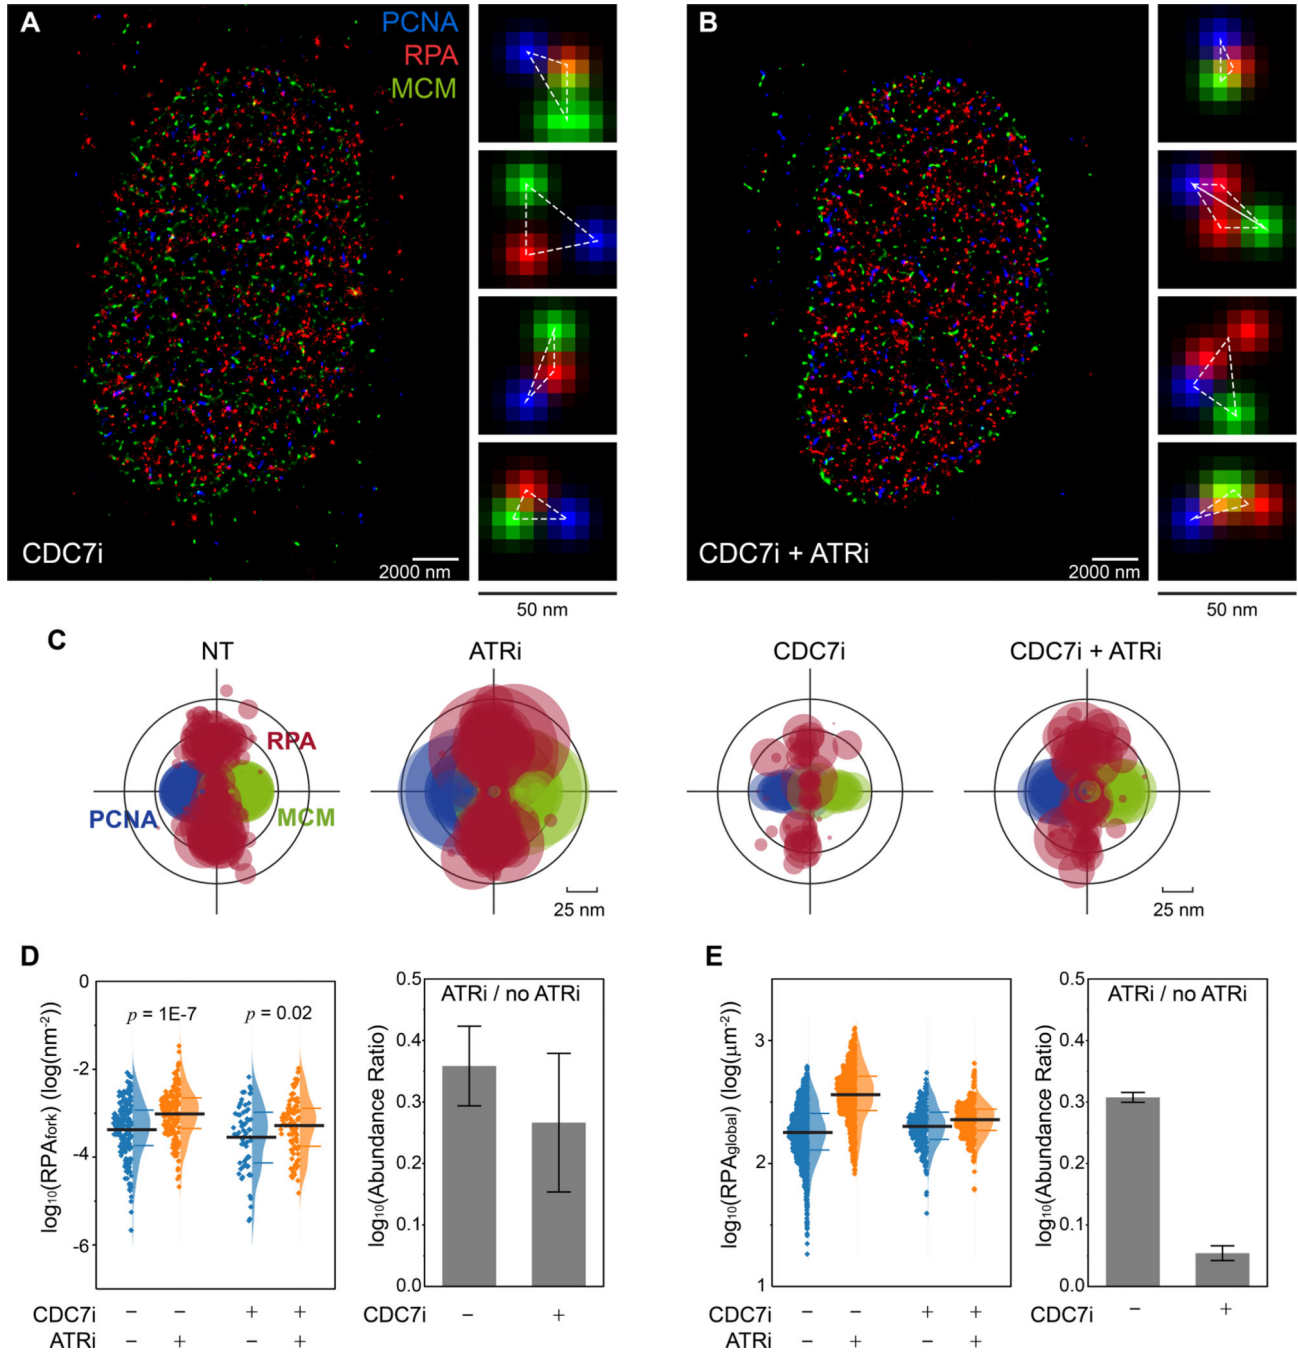 A
PCNA
RPA
MCM
CDC7i
2000 nm
50 nm
B
CDC7i + ATRi
2000 nm
50 nm
C
NT
ATRi
CDC7i
CDC7i + ATRi
RPA
PCNA
MCM
25 nm
25 nm
D
log10(RPAfork) (log(nm-2))
0
-2
-4
-6
p = 1E-7
p = 0.02
CDC7i − − + +
ATRi − + − +
log10(Abundance Ratio)
0.5
0.4
0.3
0.2
0.1
0.0
ATRi / no ATRi
CDC7i − +
E
log10(RPAglobal) (log(μm-2))
3
2
1
CDC7i − − + +
ATRi − + − +
log10(Abundance Ratio)
0.5
0.4
0.3
0.2
0.1
0.0
ATRi / no ATRi
CDC7i − +